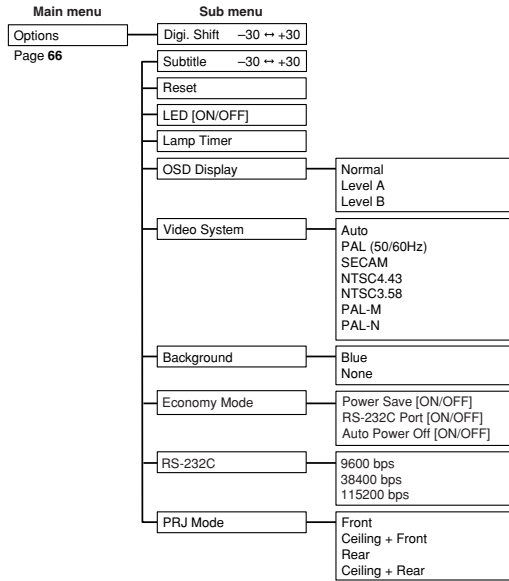 Main menu
Sub menu
Options
Page 66
Digi. Shift –30 ↔ +30
Subtitle –30 ↔ +30
Reset
LED [ON/OFF]
Lamp Timer
OSD Display
Normal
Level A
Level B
Video System
Auto
PAL (50/60Hz)
SECAM
NTSC4.43
NTSC3.58
PAL-M
PAL-N
Background
Blue
None
Economy Mode
Power Save [ON/OFF]
RS-232C Port [ON/OFF]
Auto Power Off [ON/OFF]
RS-232C
9600 bps
38400 bps
115200 bps
PRJ Mode
Front
Ceiling + Front
Rear
Ceiling + Rear